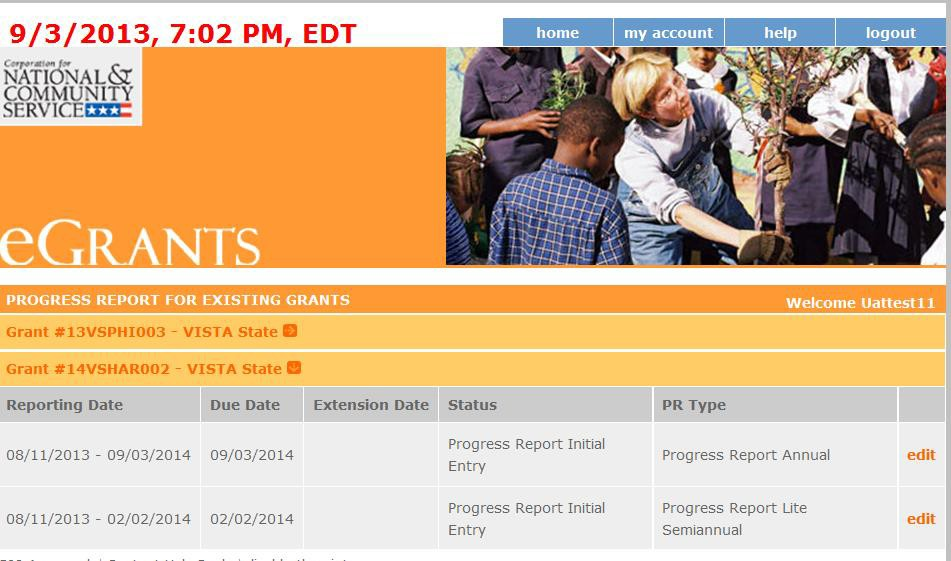 9/3/2013, 7:02 PM, EDT
home my account help logout
Corporation for
NATIONAL &
COMMUNITY
SERVICE
eGRANTS
PROGRESS REPORT FOR EXISTING GRANTS Welcome Uattest11
Grant #13VSPHI003 - VISTA State
Grant #14VSHAR002 - VISTA State
Reporting Date Due Date Extension Date Status PR Type
08/11/2013 - 09/03/2014 09/03/2014 Progress Report Initial Entry Progress Report Annual edit
08/11/2013 - 02/02/2014 02/02/2014 Progress Report Initial Entry Progress Report Lite Semiannual edit